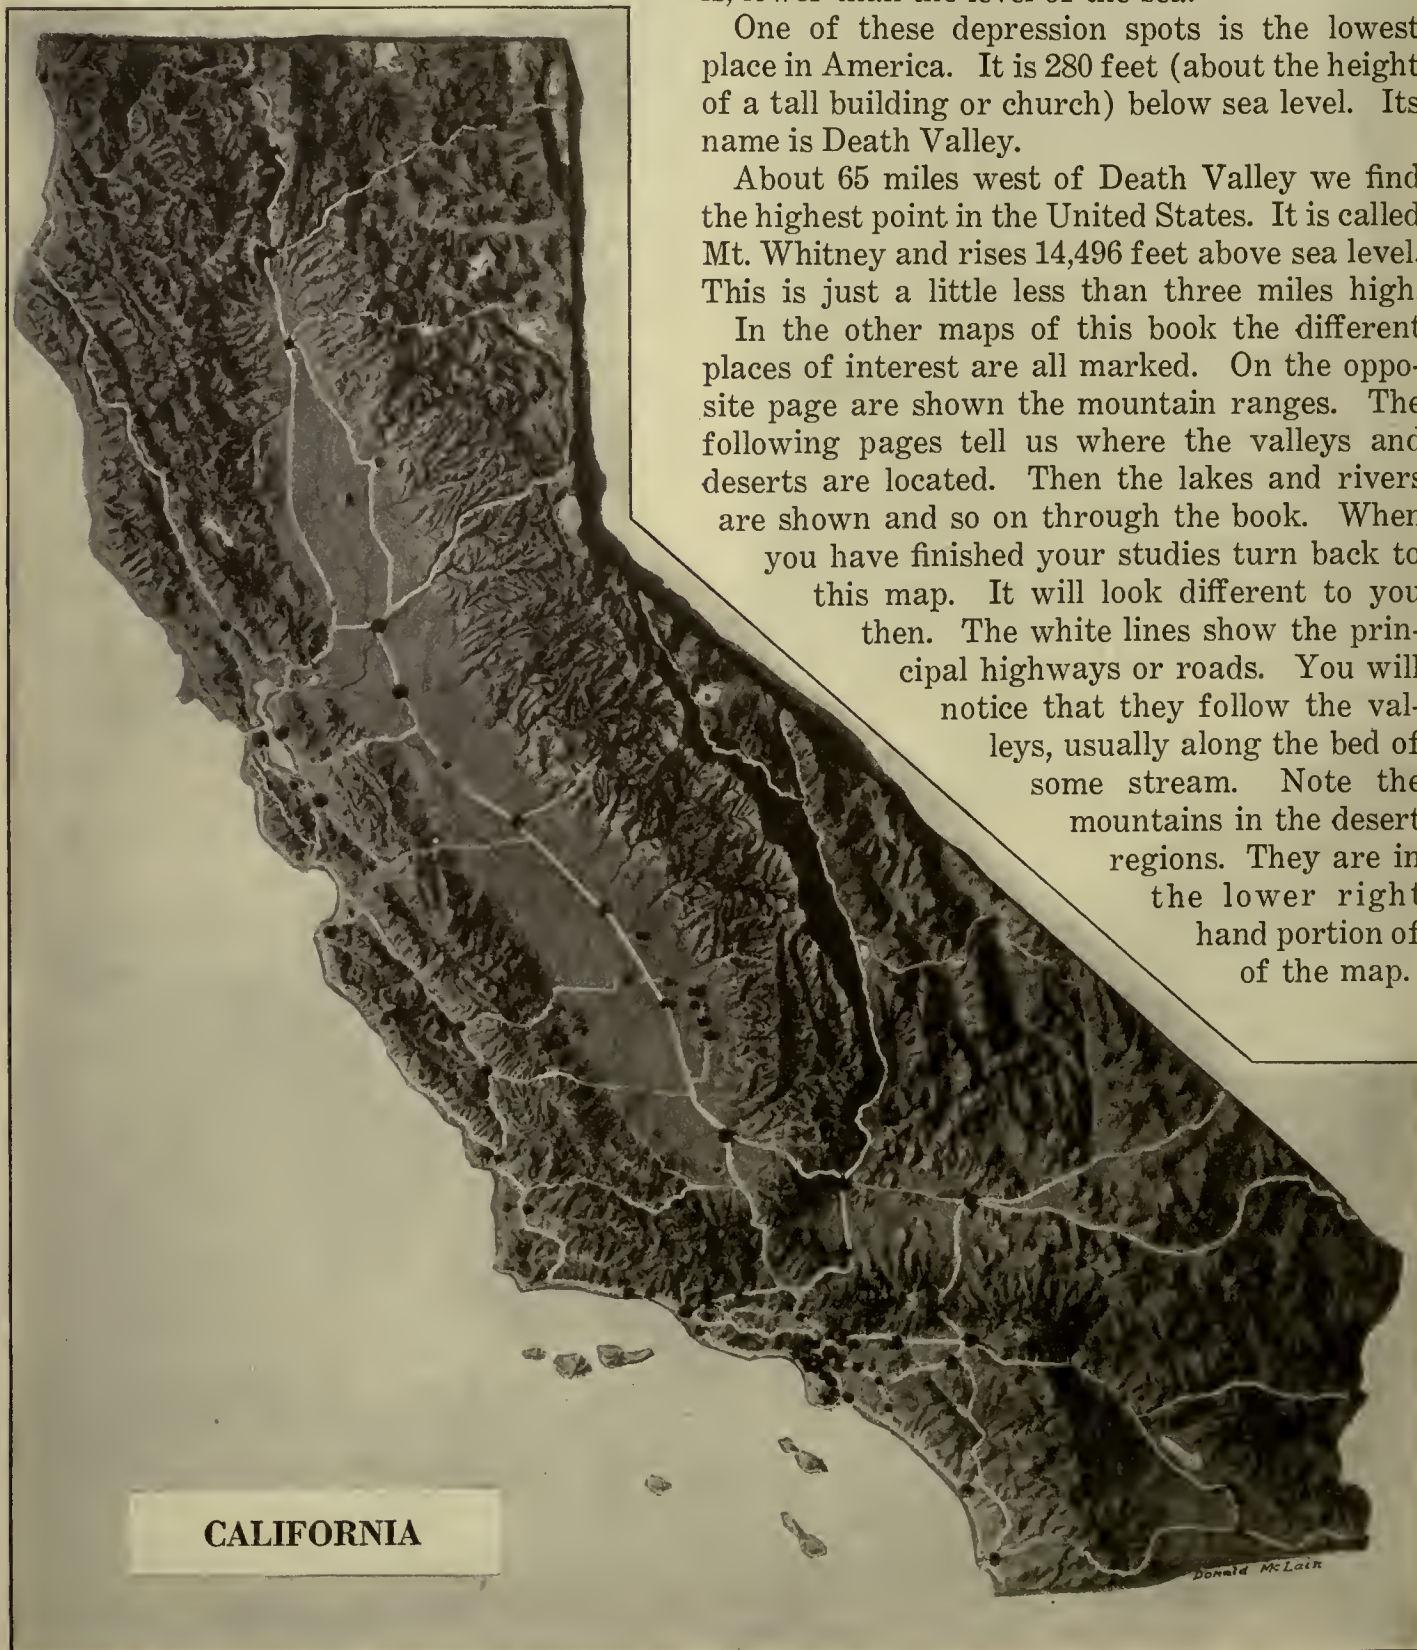 is, lower than the level of the sea.
One of these depression spots is the lowest
place in America. It is 280 feet (about the height
of a tall building or church) below sea level. Its
name is Death Valley.
About 65 miles west of Death Valley we find
the highest point in the United States. It is called
Mt. Whitney and rises 14,496 feet above sea level.
This is just a little less than three miles high
In the other maps of this book the different
places of interest are all marked. On the oppo-
site page are shown the mountain ranges. The
following pages tell us where the valleys and
deserts are located. Then the lakes and rivers
are shown and so on through the book. When
you have finished your studies turn back to
this map. It will look different to you
then. The white lines show the prin-
cipal highways or roads. You will
notice that they follow the val-
leys, usually along the bed of
some stream. Note the
mountains in the desert
regions. They are in
the lower right
hand portion of
of the map.
CALIFORNIA
Donald McLain